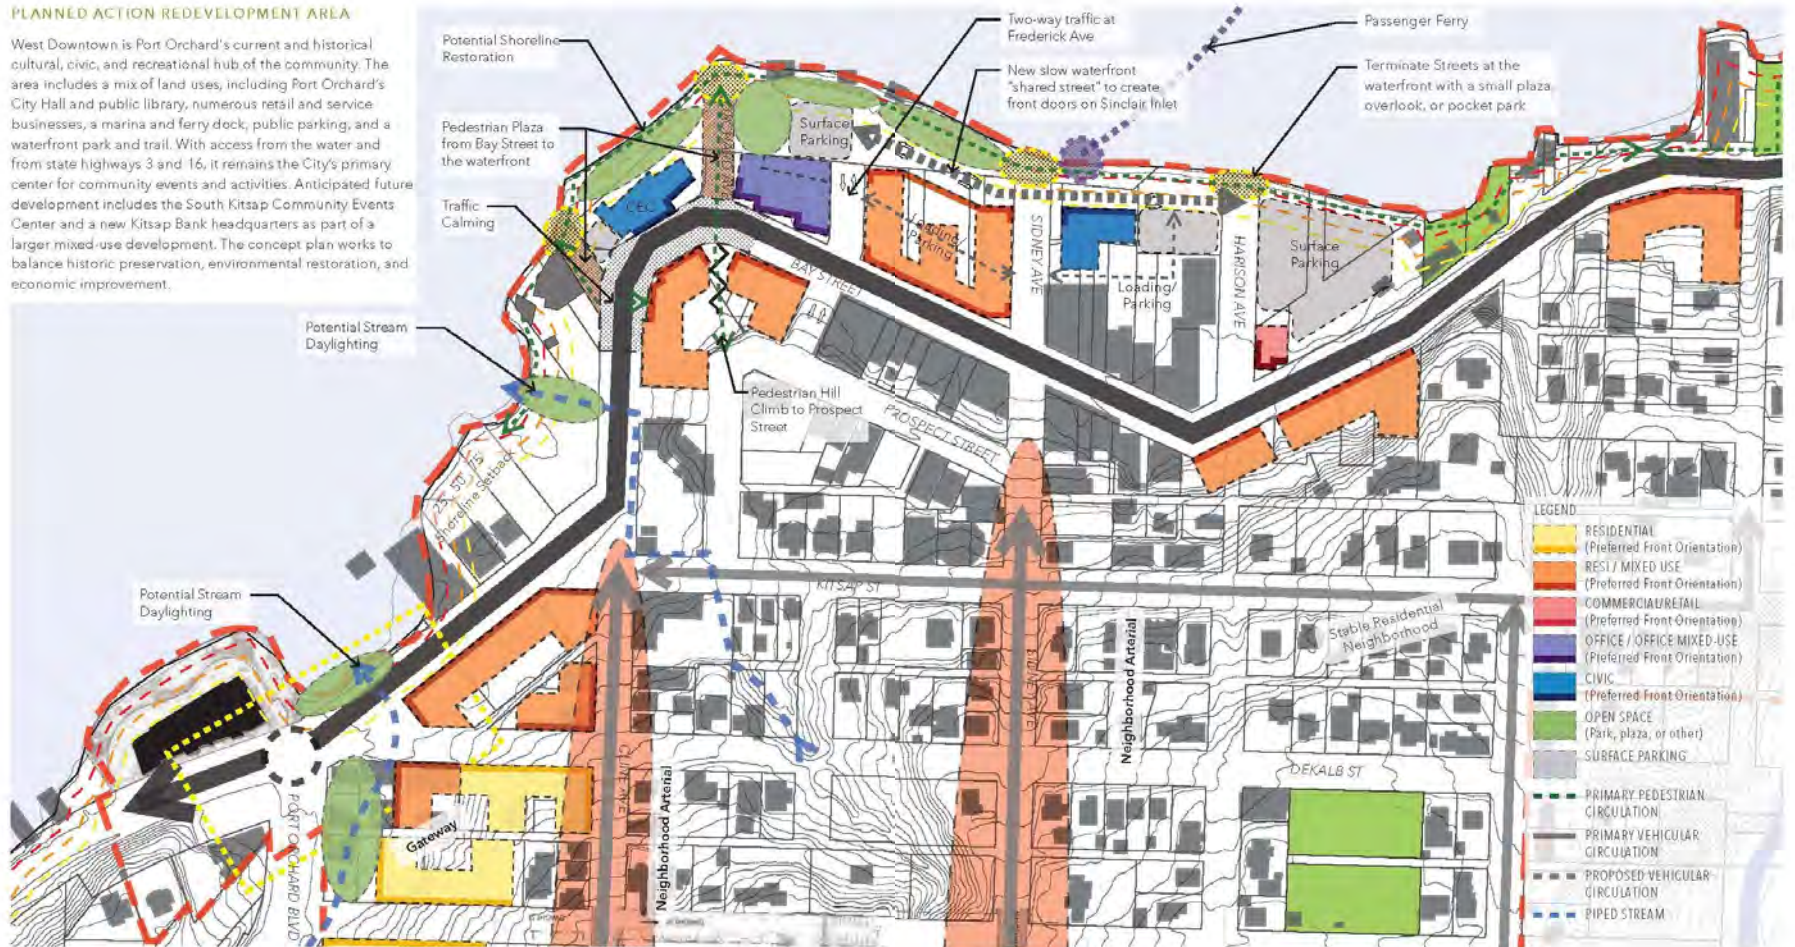 PLANNED ACTION REDEVELOPMENT AREA
West Downtown is Port Orchard's current and historical
cultural, civic, and recreational hub of the community. The
area includes a mix of land uses, including Port Orchard's
City Hall and public library, numerous retail and service
businesses, a marina and ferry dock, public parking, and a
waterfront park and trail. With access from the water and
from state highways 3 and 16, it remains the City's primary
center for community events and activities. Anticipated future
development includes the South Kitsap Community Events
Center and a new Kitsap Bank headquarters as part of a
larger mixed-use development. The concept plan works to
balance historic preservation, environmental restoration, and
economic improvement.
Potential Shoreline
Restoration
Pedestrian Plaza
from Bay Street to
the waterfront
Traffic
Calming
Two-way traffic at
Frederick Ave
New slow waterfront
"shared street" to create
front doors on Sinclair Inlet
Passenger Ferry
Terminate Streets at the
waterfront with a small plaza,
overlook, or pocket park
Surface
Parking
CEC
Loading/
Parking
SIDNEY AVE
Loading/
Parking
HARISON AVE
Surface
Parking
BAY STREET
Potential Stream
Daylighting
Pedestrian Hill
Climb to Prospect
Street
PROSPECT STREET
25' 50' 75'
Shoreline Setback
Potential Stream
Daylighting
KITSAP ST
Stable Residential
Neighborhood
Neighborhood Arterial
SIDNEY AVE
Neighborhood Arterial
CLINE AVE
DEKALB ST
Gateway
PORT ORCHARD BLVD
LEGEND
RESIDENTIAL
(Preferred Front Orientation)
RESI / MIXED USE
(Preferred Front Orientation)
COMMERCIAL/RETAIL
(Preferred Front Orientation)
OFFICE / OFFICE MIXED-USE
(Preferred Front Orientation)
CIVIC
(Preferred Front Orientation)
OPEN SPACE
(Park, plaza, or other)
SURFACE PARKING
PRIMARY PEDESTRIAN
CIRCULATION
PRIMARY VEHICULAR
CIRCULATION
PROPOSED VEHICULAR
CIRCULATION
PIPED STREAM